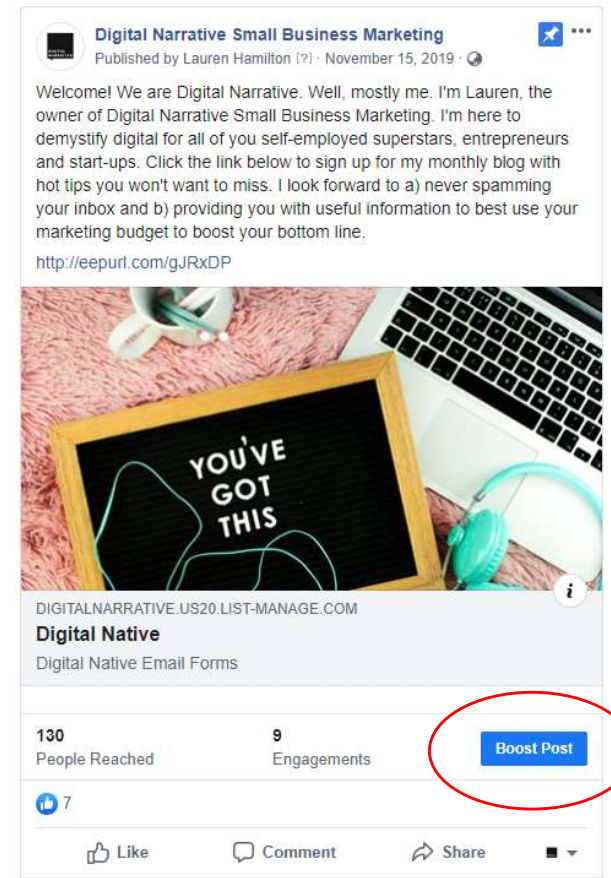 Digital Narrative Small Business Marketing
Published by Lauren Hamilton [?] · November 15, 2019 ·
Welcome! We are Digital Narrative. Well, mostly me. I'm Lauren, the
owner of Digital Narrative Small Business Marketing. I'm here to
demystify digital for all of you self-employed superstars, entrepreneurs
and start-ups. Click the link below to sign up for my monthly blog with
hot tips you won't want to miss. I look forward to a) never spamming
your inbox and b) providing you with useful information to best use your
marketing budget to boost your bottom line.
http://eepurl.com/gJRxDP
YOU'VE
GOT
THIS
i
DIGITALNARRATIVE.US20.LIST-MANAGE.COM
Digital Native
Digital Native Email Forms
130
People Reached
9
Engagements
Boost Post
7
Like Comment Share